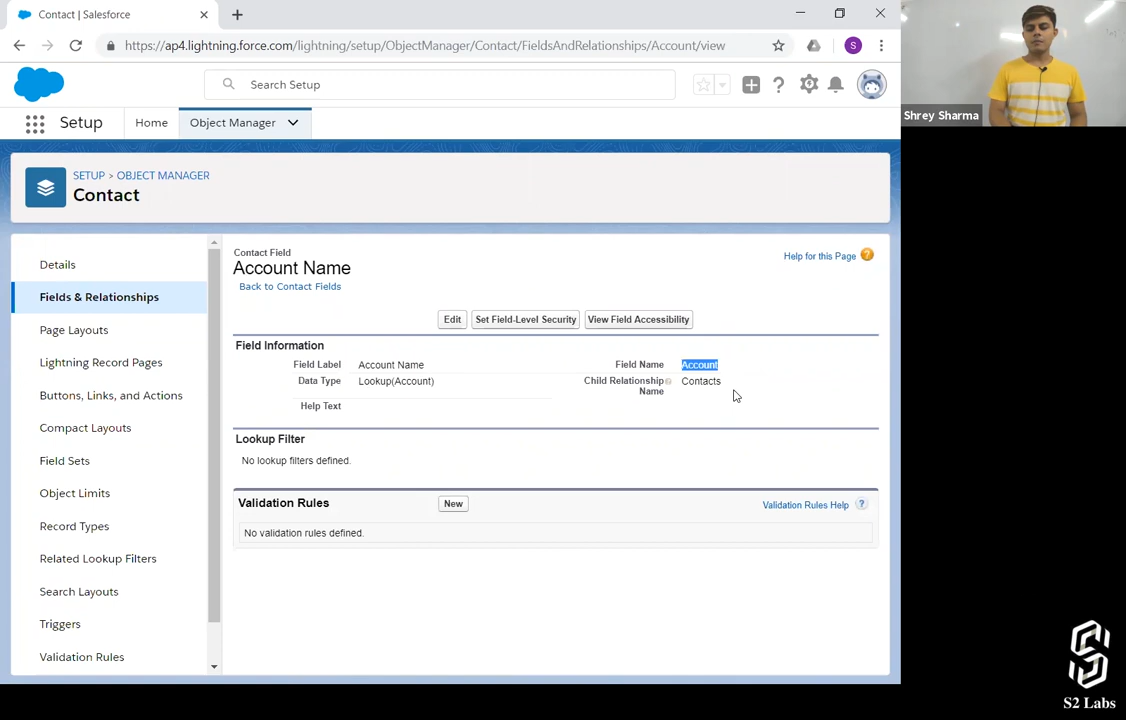 Contact | Salesforce
https://ap4.lightning.force.com/lightning/setup/ObjectManager/Contact/FieldsAndRelationships/Account/view
S
Search Setup
Setup
Home
Object Manager
Shrey Sharma
SETUP > OBJECT MANAGER
Contact
Details
Fields & Relationships
Page Layouts
Lightning Record Pages
Buttons, Links, and Actions
Compact Layouts
Field Sets
Object Limits
Record Types
Related Lookup Filters
Search Layouts
Triggers
Validation Rules
Contact Field
Account Name
Back to Contact Fields
Help for this Page ?
Edit Set Field-Level Security View Field Accessibility
Field Information
Field Label Account Name Field Name Account
Data Type Lookup(Account) Child Relationship Name Contacts
Help Text
Lookup Filter
No lookup filters defined.
Validation Rules New Validation Rules Help ?
No validation rules defined.
S2 Labs